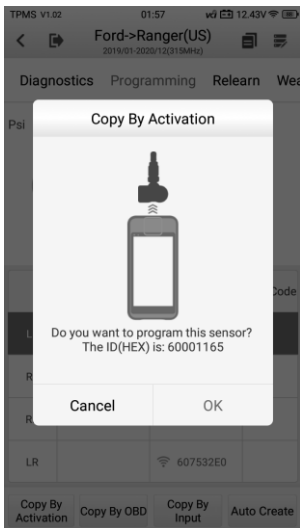 TPMS V1.02 01:57 12.43V
Ford->Ranger(US)
2019/01-2020/12(315MHz)
Diagnostics Programming Relearn Wea
Psi
Copy By Activation
Do you want to program this sensor?
The ID(HEX) is: 60001165
Code
L
R
Cancel OK
R
LR 607532E0
Copy By Activation
Copy By OBD
Copy By Input
Auto Create